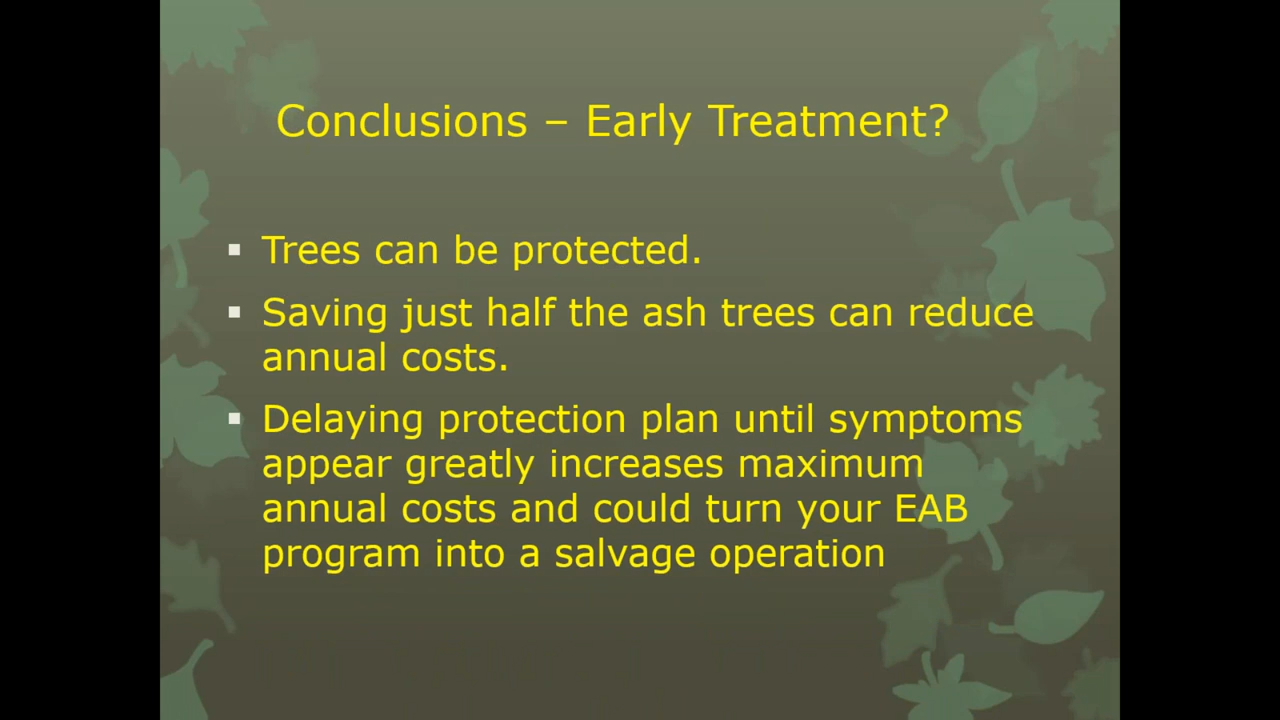 Conclusions – Early Treatment?
▪ Trees can be protected.
▪ Saving just half the ash trees can reduce
annual costs.
▪ Delaying protection plan until symptoms
appear greatly increases maximum
annual costs and could turn your EAB
program into a salvage operation